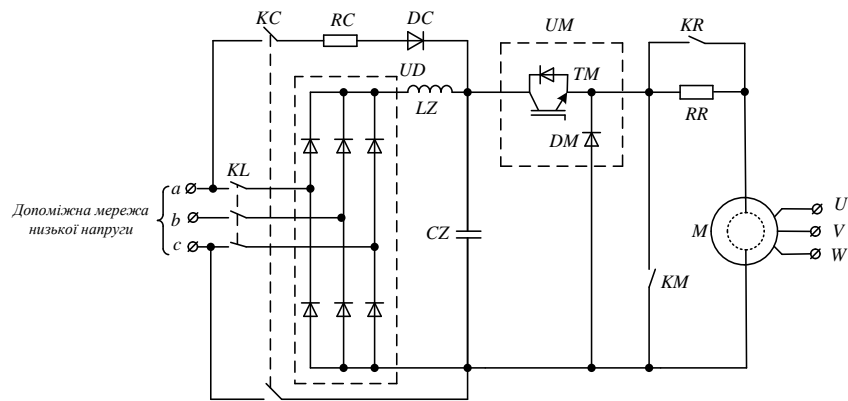 KC
RC
DC
UM
KR
UD
TM
LZ
RR
DM
a
KL
Допоміжна мережа
низької напруги
b
c
CZ
M
U
V
W
KM